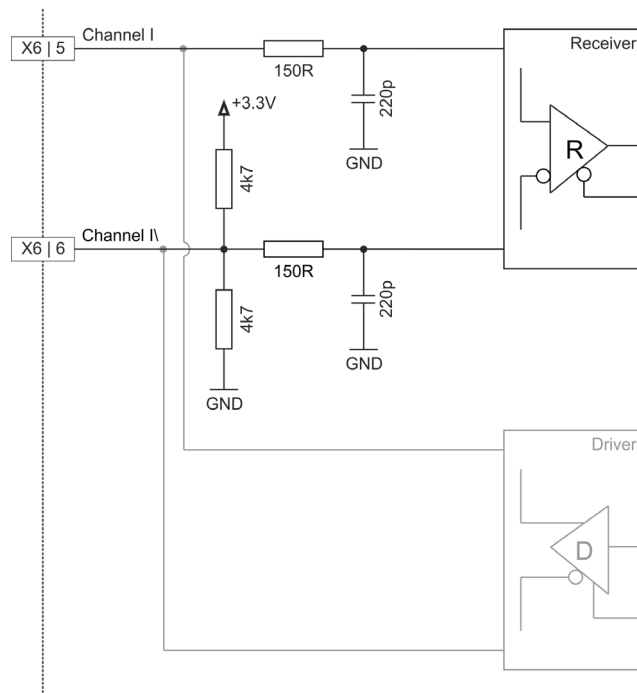 Channel I
Receiver
X6 | 5
150R
220p
+3.3V
GND
4k7
R
Channel I\
X6 | 6
150R
220p
4k7
GND
GND
Driver
D